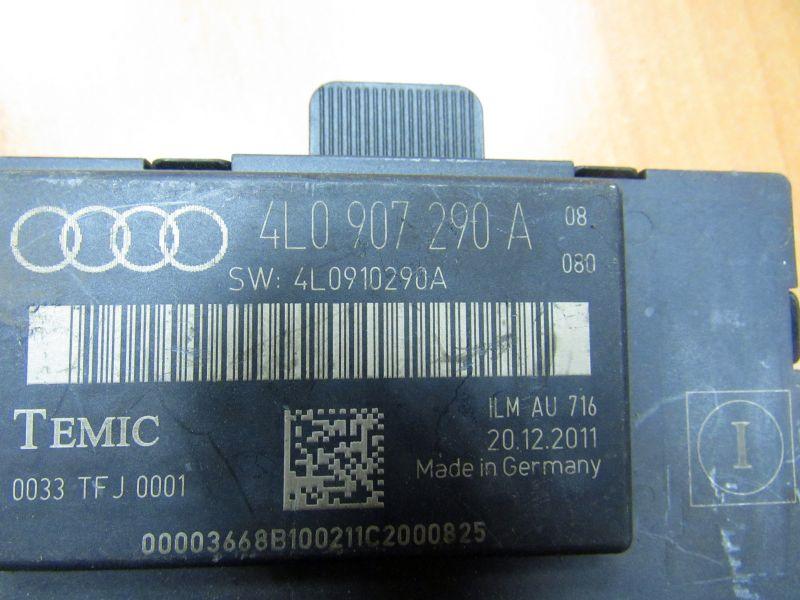 4L0 907 290 A 08
SW: 4L0910290A 080
TEMIC
ILM AU 716
20.12.2011
Made in Germany
0033 TFJ 0001
00003668B100211C2000825
I